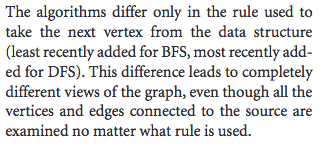 The algorithms differ only in the rule used to
take the next vertex from the data structure
(least recently added for BFS, most recently add-
ed for DFS). This difference leads to completely
different views of the graph, even though all the
vertices and edges connected to the source are
examined no matter what rule is used.